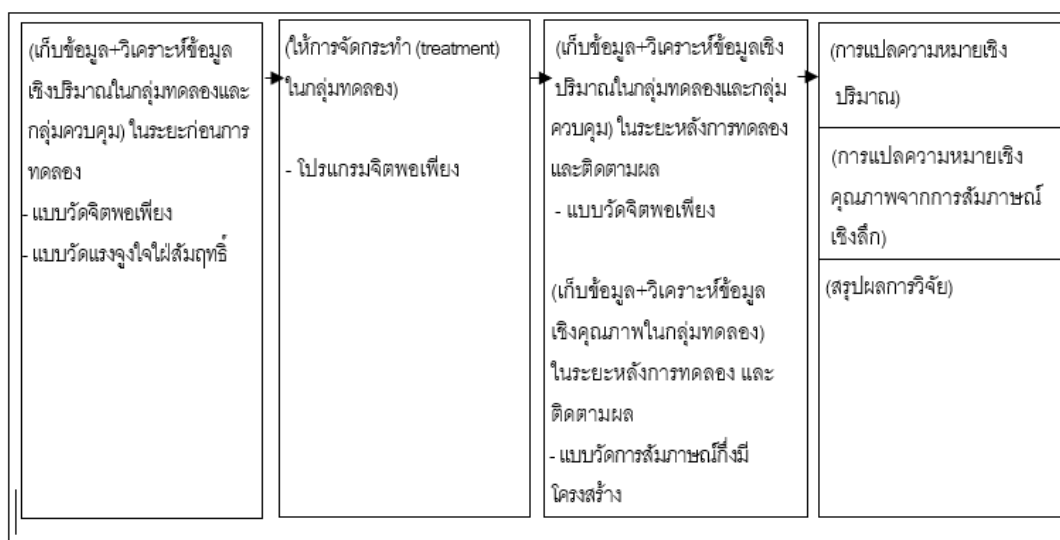 (เก็บข้อมูล+วิเคราะห์ข้อมูล
เชิงปริมาณในกลุ่มทดลองและ
กลุ่มควบคุม) ในระยะก่อนการ
ทดลอง
- แบบวัดจิตพอเพี่ยง
- แบบวัดแรงจูงใจใฝ่สัมฤทธิ์
(ให้การจัดกระทำ (treatment)
ในกลุ่มทดลอง)
- โปรแกรมจิตพอเพี่ยง
(เก็บข้อมูล+วิเคราะห์ข้อมูลเชิง
ปริมาณในกลุ่มทดลองและกลุ่ม
ควบคุม) ในระยะหลังการทดลอง
และติดตามผล
- แบบวัดจิตพอเพี่ยง
(เก็บข้อมูล+วิเคราะห์ข้อมูล
เชิงคุณภาพในกลุ่มทดลอง)
ในระยะหลังการทดลอง และ
ติดตามผล
- แบบวัดการสัมภาษณ์กึ่งมี
โครงสร้าง
(การแปลความหมายเชิง
ปริมาณ)
(การแปลความหมายเชิง
คุณภาพจากการสัมภาษณ์
เชิงลึก)
(สรุปผลการวิจัย)